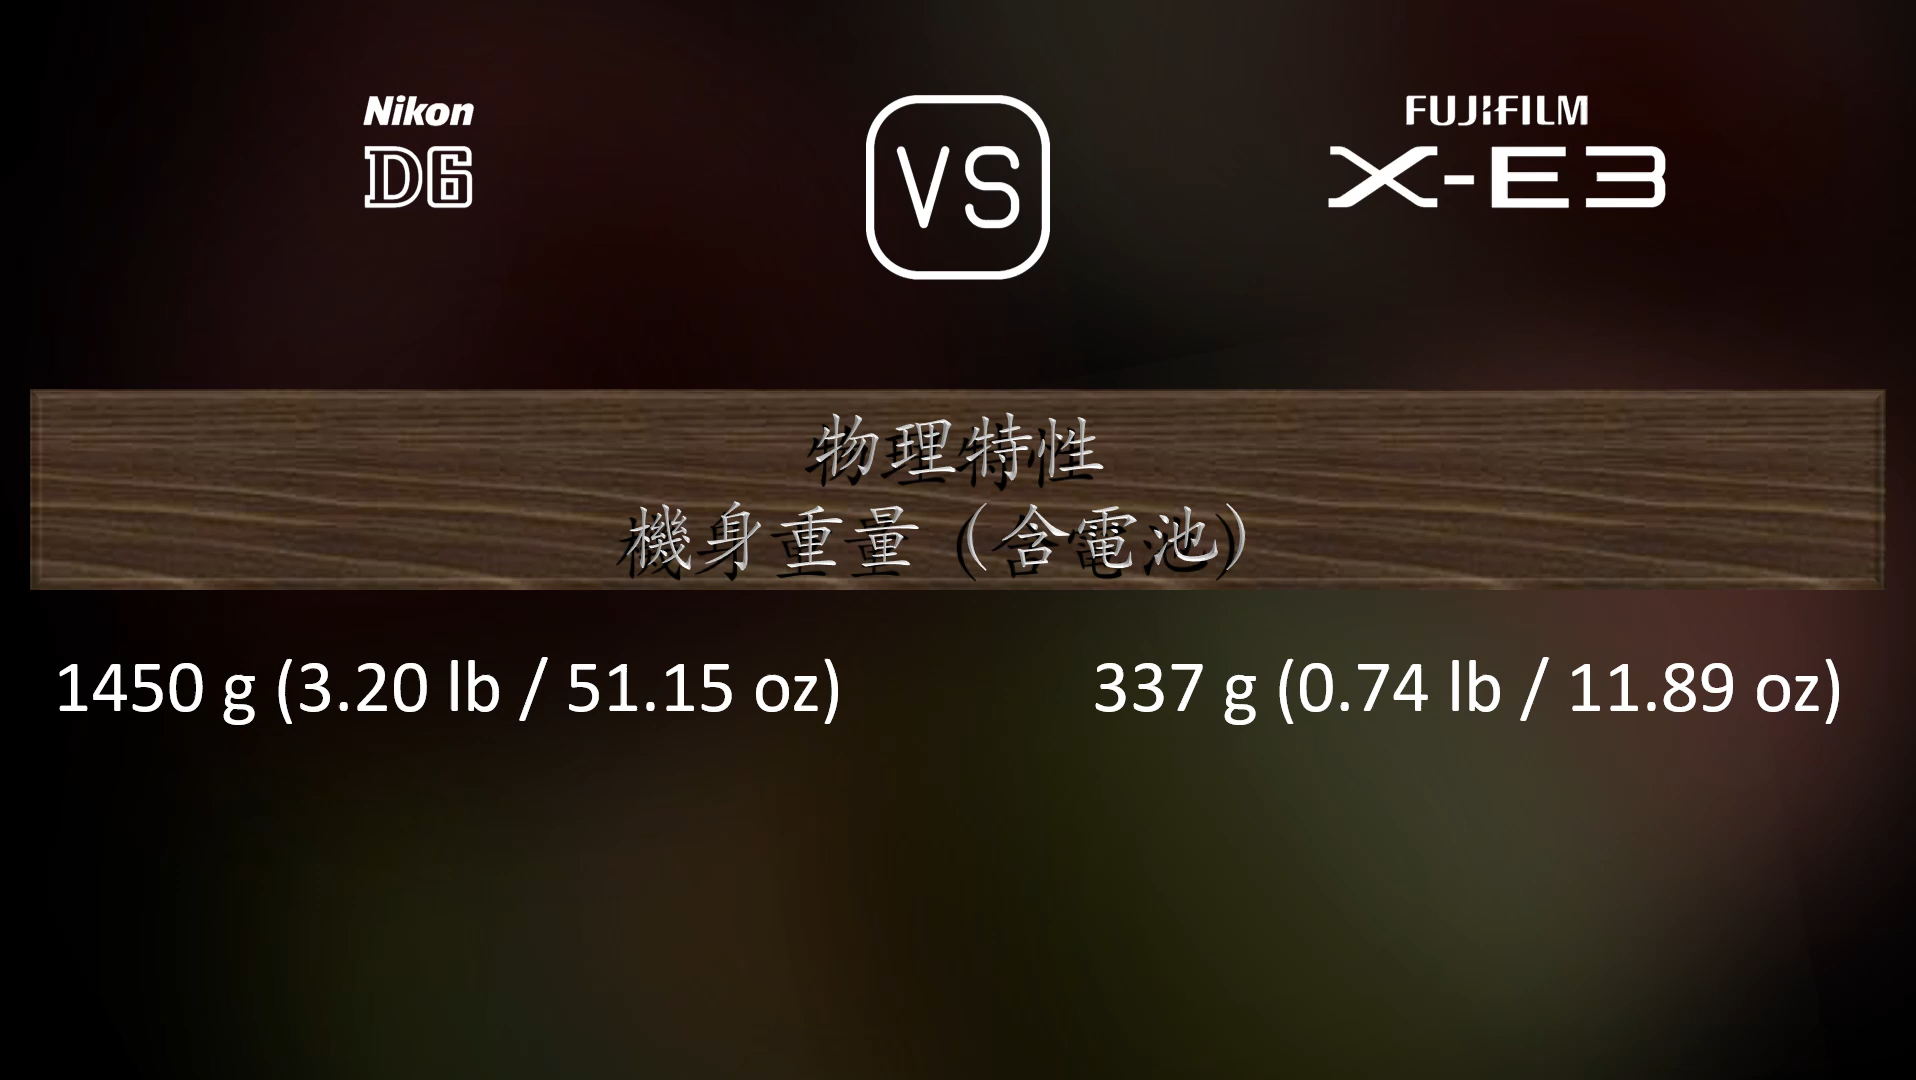 Nikon
D6
VS
FUJIFILM
X-E3
物理特性
機身重量（含電池）
1450 g (3.20 lb / 51.15 oz)
337 g (0.74 lb / 11.89 oz)